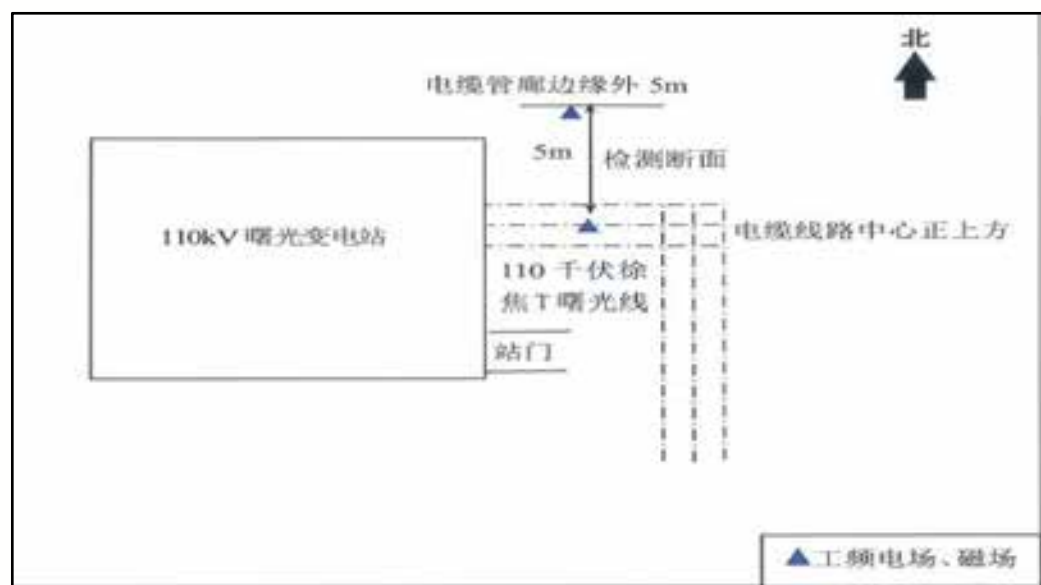 北
电缆管廊边缘外 5m
5m
检测断面
110kV 曙光变电站
电缆线路中心正上方
110 千伏徐
焦 T 曙光线
站门
工频电场、磁场